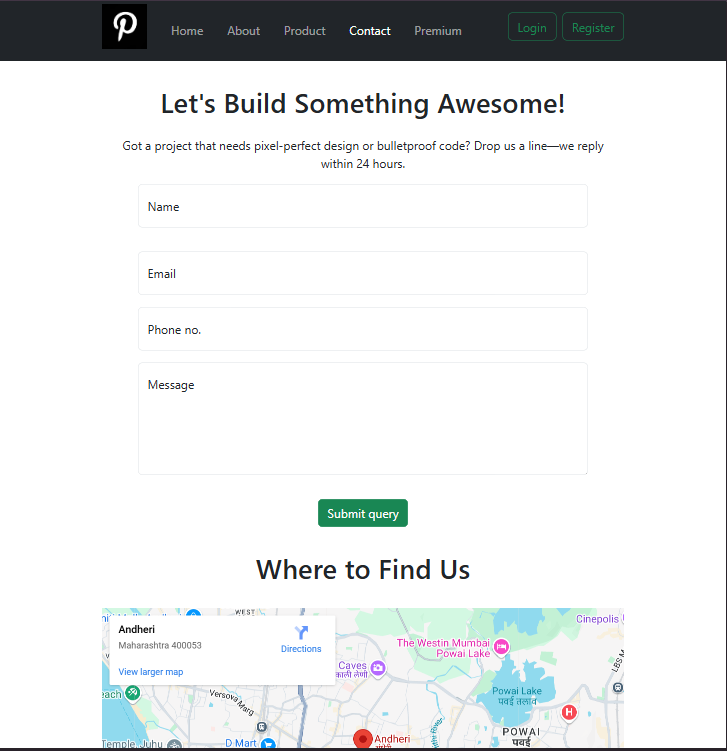 Home About Product Contact Premium Login Register
Let's Build Something Awesome!
Got a project that needs pixel-perfect design or bulletproof code? Drop us a line—we reply
within 24 hours.
Name
Email
Phone no.
Message
Submit query
Where to Find Us
WEST
Cinepolis
Andheri
Maharashtra 400053
Directions
View larger map
The Westin Mumbai
Powai Lake
Caves
काली लेणी
LBS M
each
Versova Marg
Powai Lake
पवई तलाव
Temple, Juhu
D Mart
Andheri
अंधेरी
POWAI
पवई